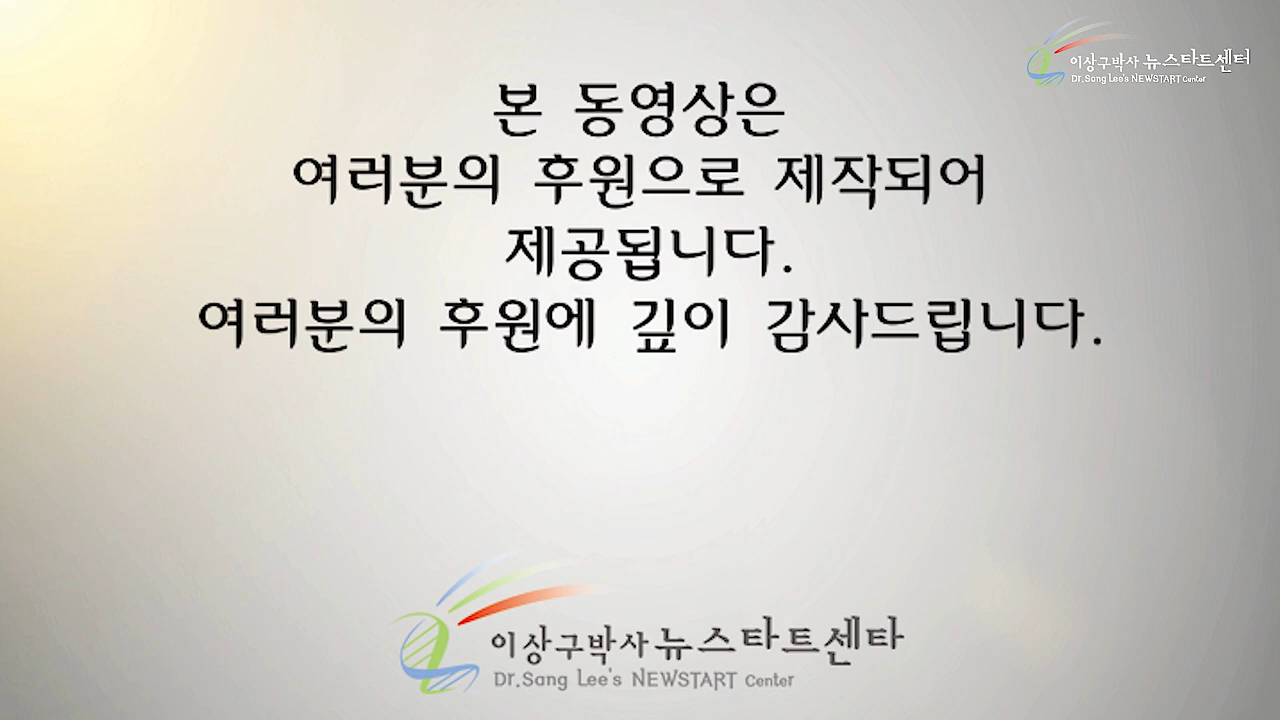 이상구박사 뉴스타트센터
Dr.Sang Lee's NEWSTART Center
본 동영상은
여러분의 후원으로 제작되어
제공됩니다.
여러분의 후원에 깊이 감사드립니다.
이상구박사 뉴스타트센타
Dr.Sang Lee's NEWSTART Center